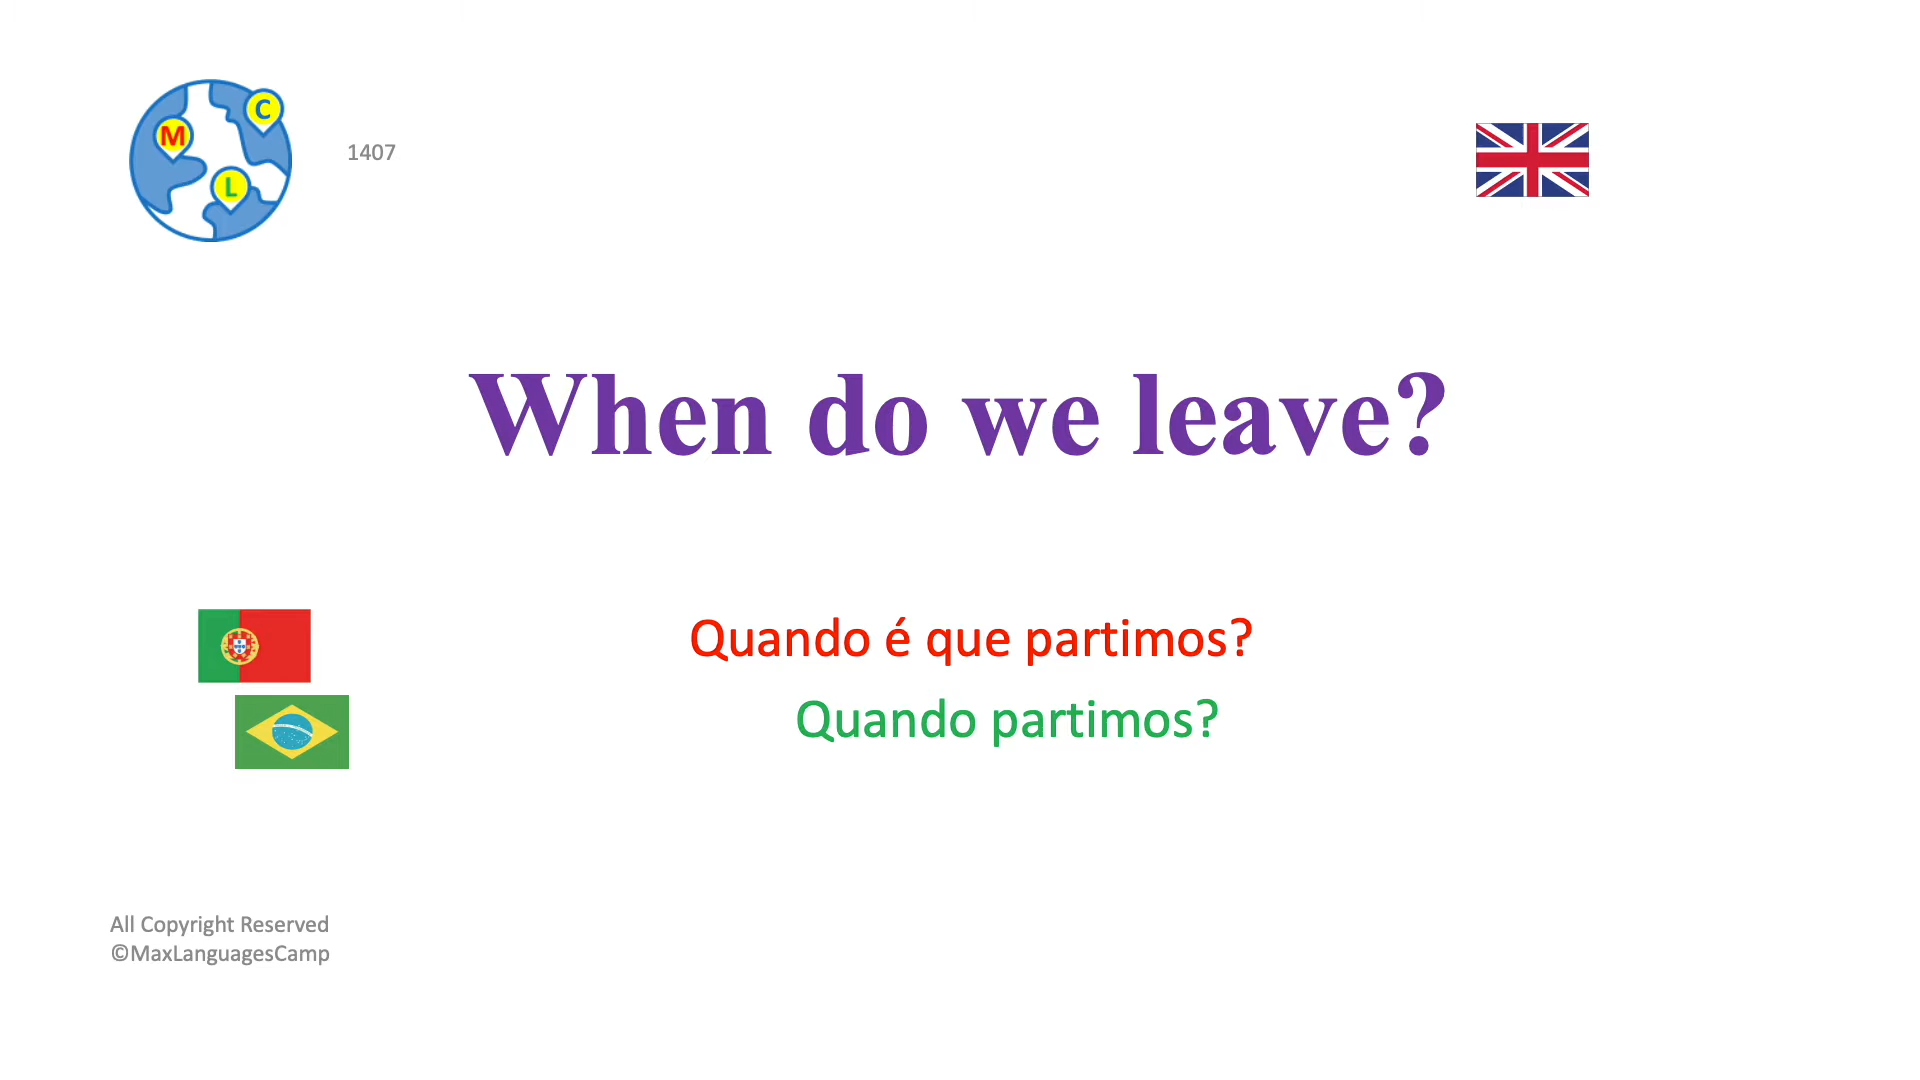 M
C
L
1407
When do we leave?
Quando é que partimos?
Quando partimos?
All Copyright Reserved
©MaxLanguagesCamp